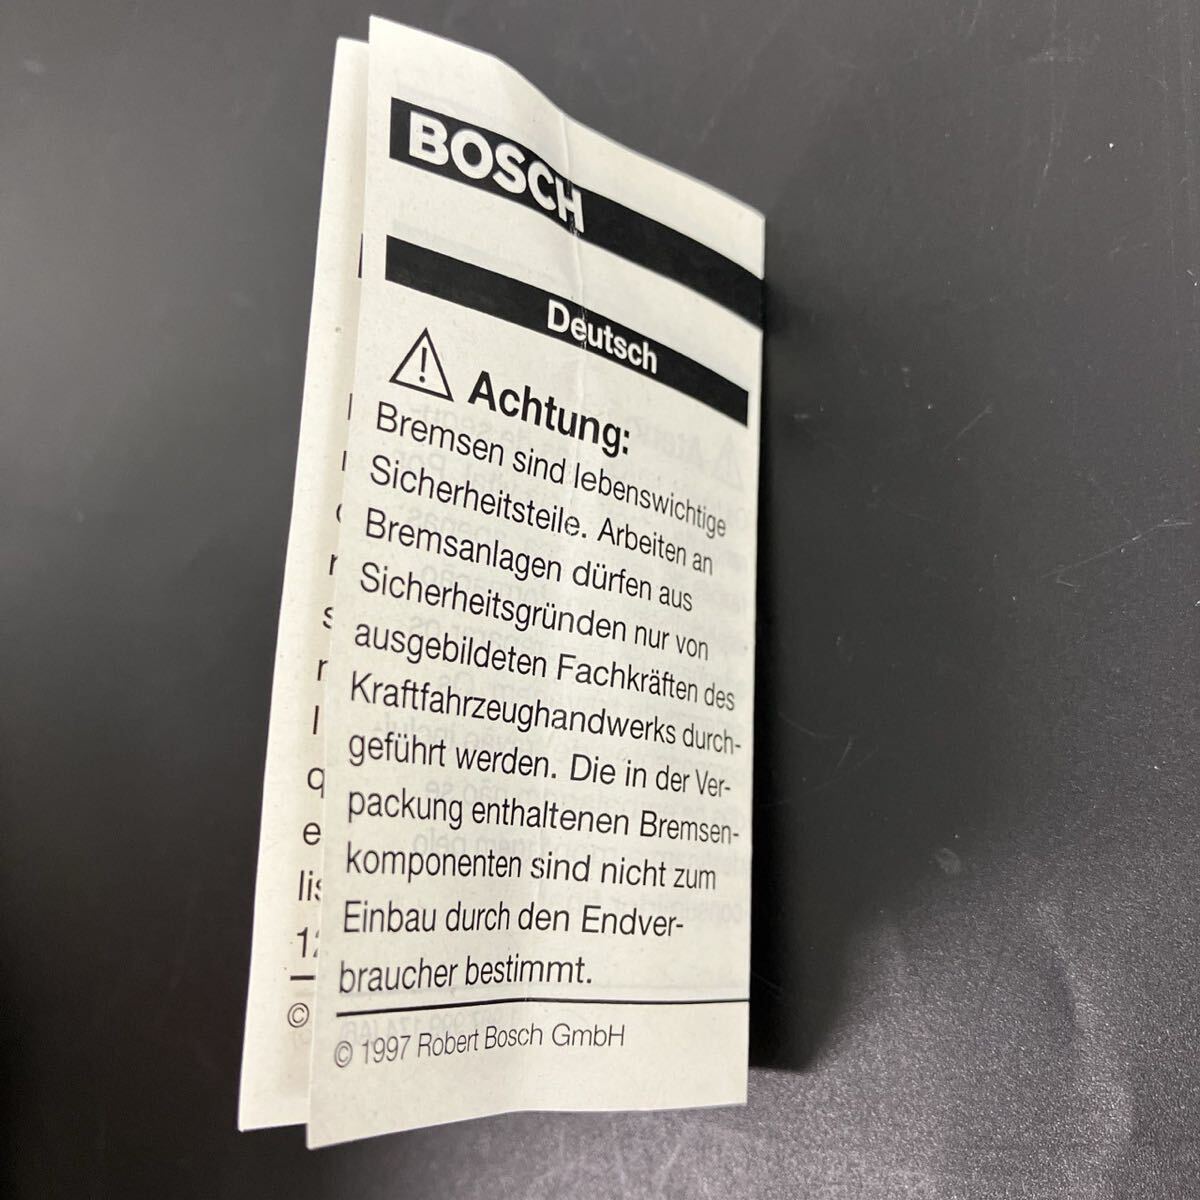 BOSCH
Deutsch
Achtung:
Bremsen sind lebenswichtige
Sicherheitsteile. Arbeiten an
Bremsanlagen dürfen aus
Sicherheitsgründen nur von
ausgebildeten Fachkräften des
Kraftfahrzeughandwerks durch-
geführt werden. Die in der Ver-
packung enthaltenen Bremsen-
komponenten sind nicht zum
Einbau durch den Endver-
braucher bestimmt.
© 1997 Robert Bosch GmbH